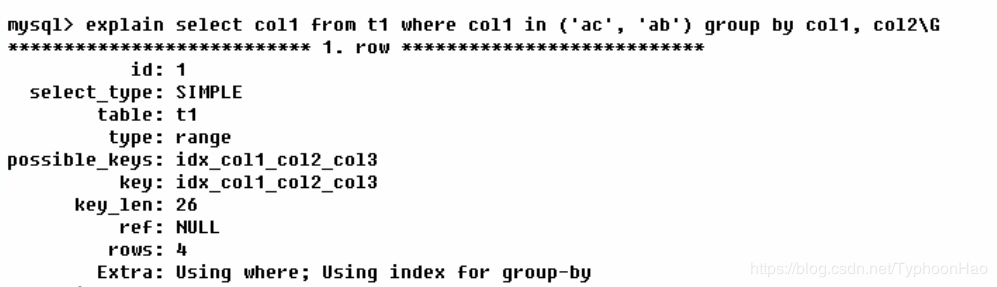 mysql> explain select col1 from t1 where col1 in ('ac', 'ab') group by col1, col2\G
*************************** 1. row ***************************
id: 1
select_type: SIMPLE
table: t1
type: range
possible_keys: idx_col1_col2_col3
key: idx_col1_col2_col3
key_len: 26
ref: NULL
rows: 4
Extra: Using where; Using index for group-by
https://blog.csdn.net/TyphoonHao